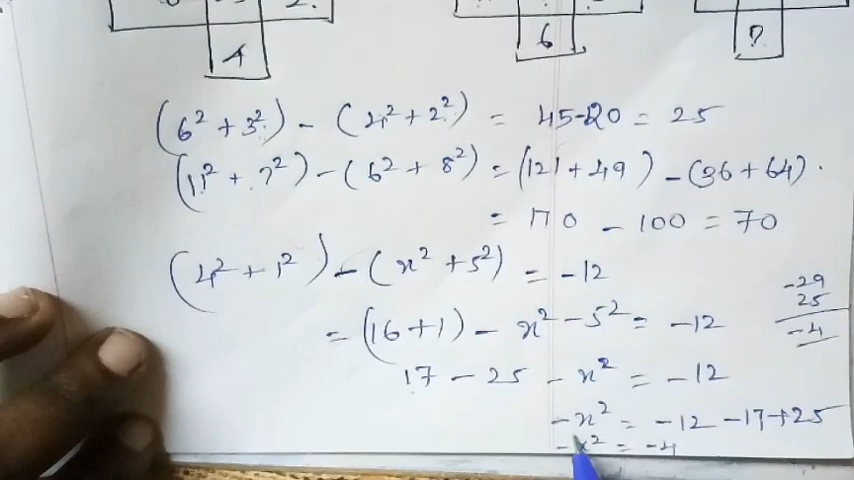 2.
4
6
?
(6² + 3²) - (4² + 2²) = 45-20 = 25
(11² + 7²) - (6² + 8²) = (121 + 49) - (36 + 64).
= 170 - 100 = 70
(4² + 1²) - (x² + 5²) = -12
= (16 + 1) - x² - 5² = -12
-29
25
-4
17 - 25 - x² = -12
-x² = -12 - 17 + 25
-x² = -4